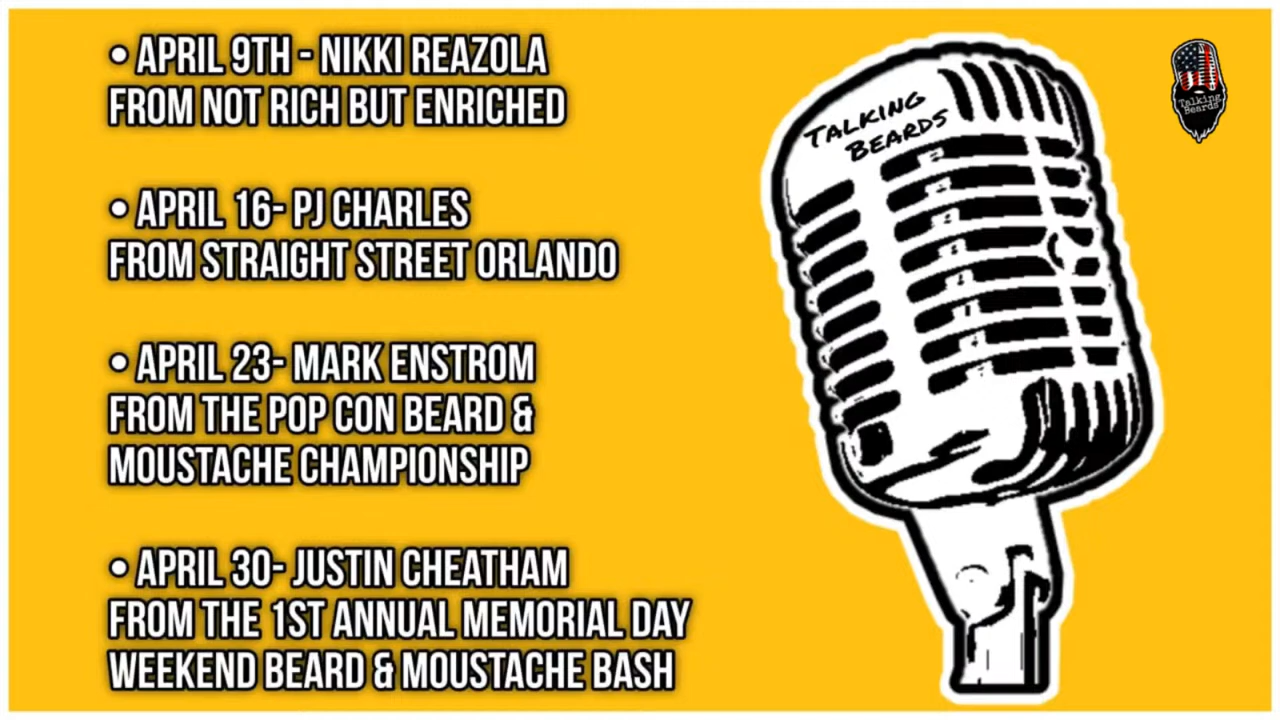 • APRIL 9TH - NIKKI REAZOLA
FROM NOT RICH BUT ENRICHED
• APRIL 16- PJ CHARLES
FROM STRAIGHT STREET ORLANDO
• APRIL 23- MARK ENSTROM
FROM THE POP CON BEARD &
MOUSTACHE CHAMPIONSHIP
• APRIL 30- JUSTIN CHEATHAM
FROM THE 1ST ANNUAL MEMORIAL DAY
WEEKEND BEARD & MOUSTACHE BASH
TALKING
BEARDS
Talking
Beards